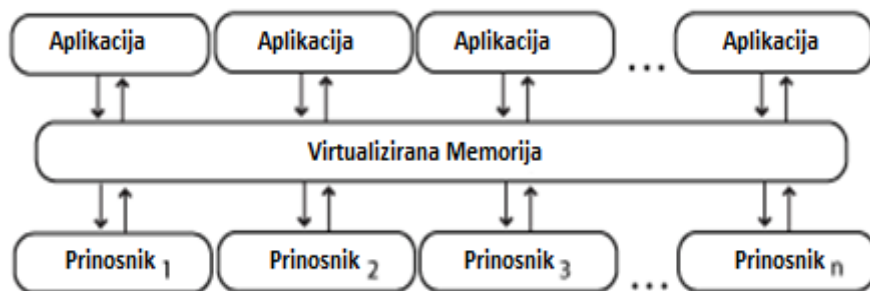 Aplikacija Aplikacija Aplikacija ... Aplikacija
Virtualizirana Memorija
Prinosnik 1 Prinosnik 2 Prinosnik 3 ... Prinosnik n